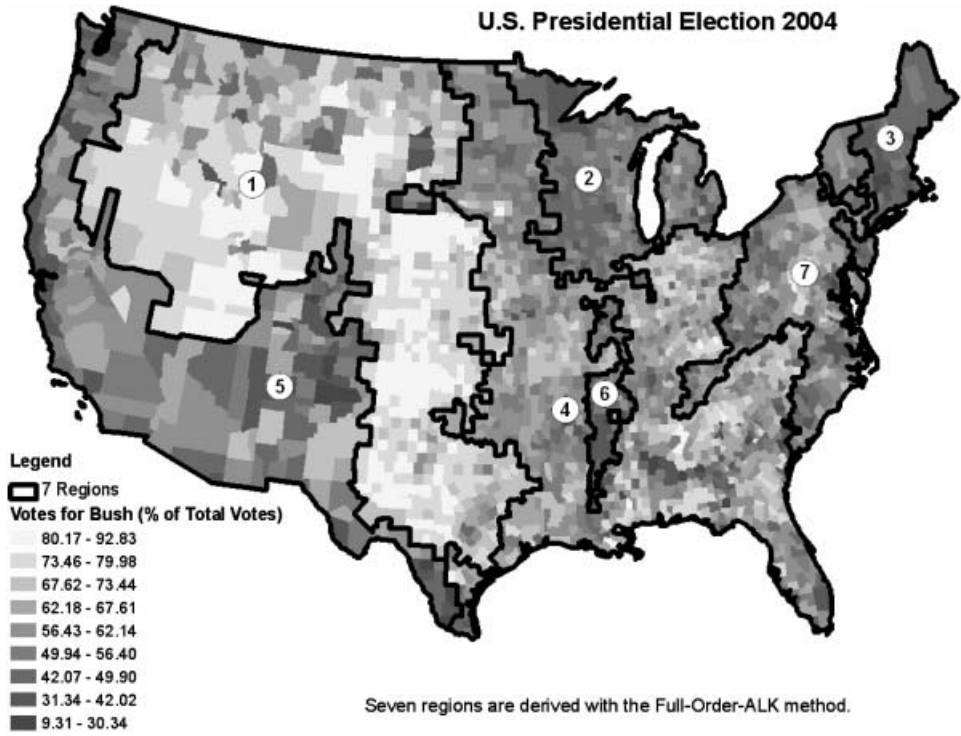 U.S. Presidential Election 2004
3
2
1
7
5
6
4
Legend
7 Regions
Votes for Bush (% of Total Votes)
80.17 - 92.83
73.46 - 79.98
67.62 - 73.44
62.18 - 67.61
56.43 - 62.14
49.94 - 56.40
42.07 - 49.90
31.34 - 42.02
9.31 - 30.34
Seven regions are derived with the Full-Order-ALK method.